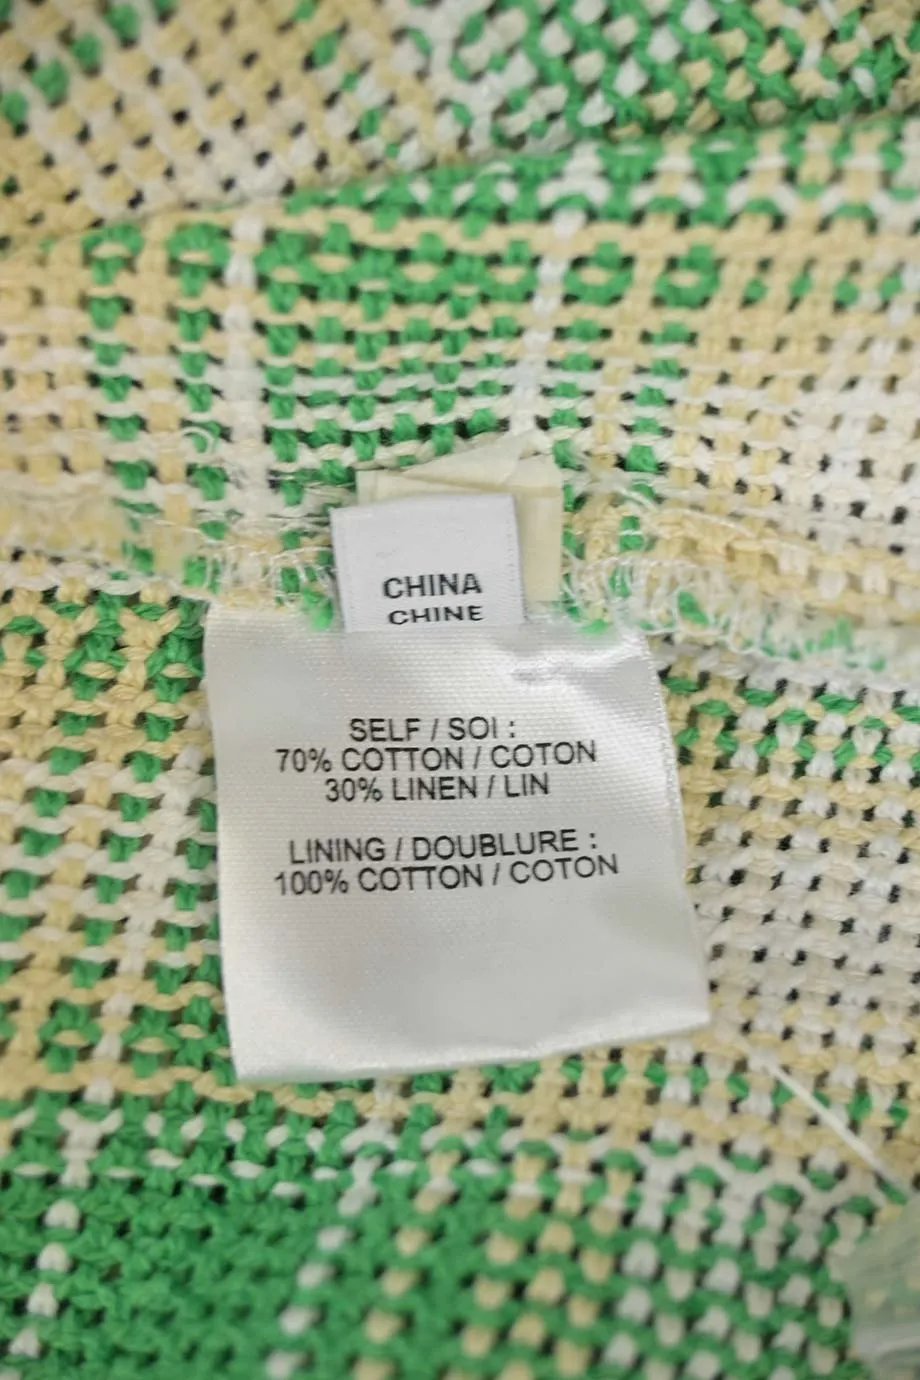 CHINA
CHINE
SELF / SOI :
70% COTTON / COTON
30% LINEN / LIN
LINING / DOUBLURE :
100% COTTON / COTON